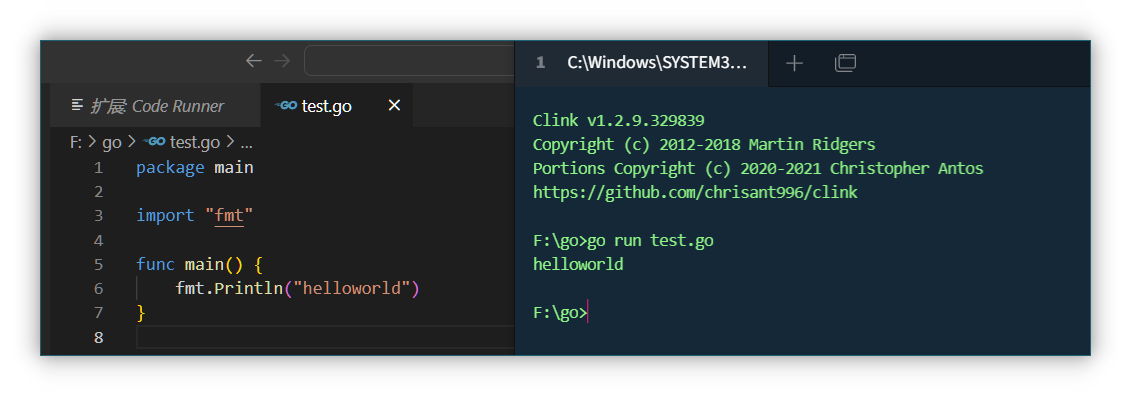 扩展: Code Runner
test.go
F: > go > test.go > ...
1 package main
2
3 import "fmt"
4
5 func main() {
6 fmt.Println("helloworld")
7 }
8
1 C:\Windows\SYSTEM3...
Clink v1.2.9.329839
Copyright (c) 2012-2018 Martin Ridgers
Portions Copyright (c) 2020-2021 Christopher Antos
https://github.com/chrisant996/clink
F:\go>go run test.go
helloworld
F:\go>